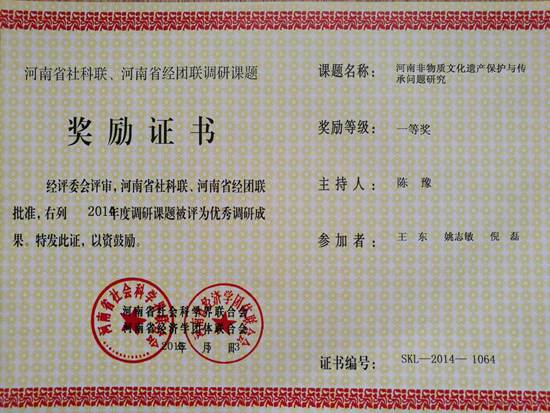 河南省社科联、河南省经团联调研课题
奖励证书
经评委会评审,河南省社科联、河南省经团联
批准,右列 2014年度调研课题被评为优秀调研成
果。特发此证,以资鼓励。
河南省社会科学界联合会
河南省经济学团体联合会
年 月
课题名称: 河南非物质文化遗产保护与传
承问题研究
奖励等级: 一等奖
主持人: 陈 豫
参加者: 王 东 姚志敏 倪 磊
证书编号: SKL—2014—1064